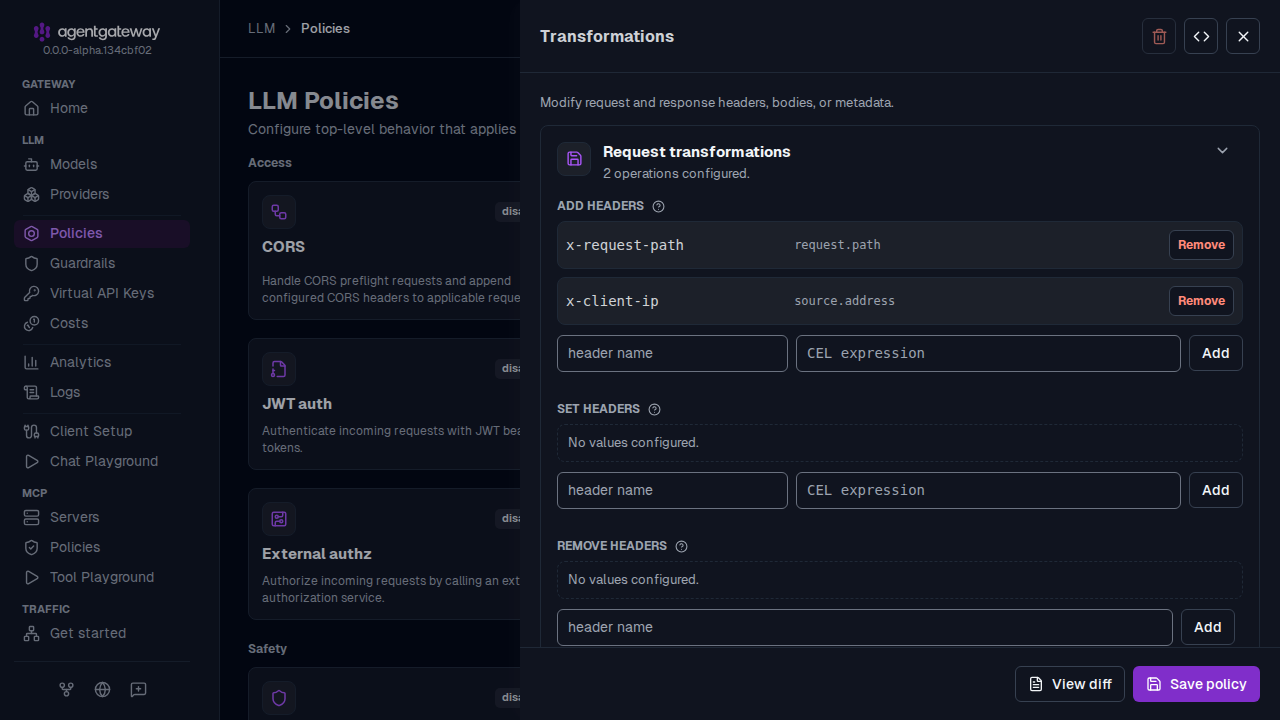 agentgateway
0.0.0-alpha.134cbf02
GATEWAY
Home
LLM
Models
Providers
Policies
Guardrails
Virtual API Keys
Costs
Analytics
Logs
Client Setup
Chat Playground
MCP
Servers
Policies
Tool Playground
TRAFFIC
Get started
LLM > Policies
LLM Policies
Configure top-level behavior that applies
Access
disa
CORS
Handle CORS preflight requests and append
configured CORS headers to applicable reque
disa
JWT auth
Authenticate incoming requests with JWT bea
tokens.
disa
External authz
Authorize incoming requests by calling an ext
authorization service.
Safety
disa
Transformations
Modify request and response headers, bodies, or metadata.
Request transformations
2 operations configured.
ADD HEADERS
x-request-path request.path Remove
x-client-ip source.address Remove
header name CEL expression Add
SET HEADERS
No values configured.
header name CEL expression Add
REMOVE HEADERS
No values configured.
header name Add
View diff Save policy